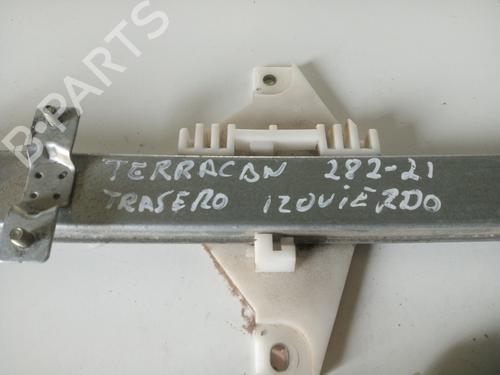 B-PARTS
TERRACAN 282-21
TRASERO IZQUIERDO